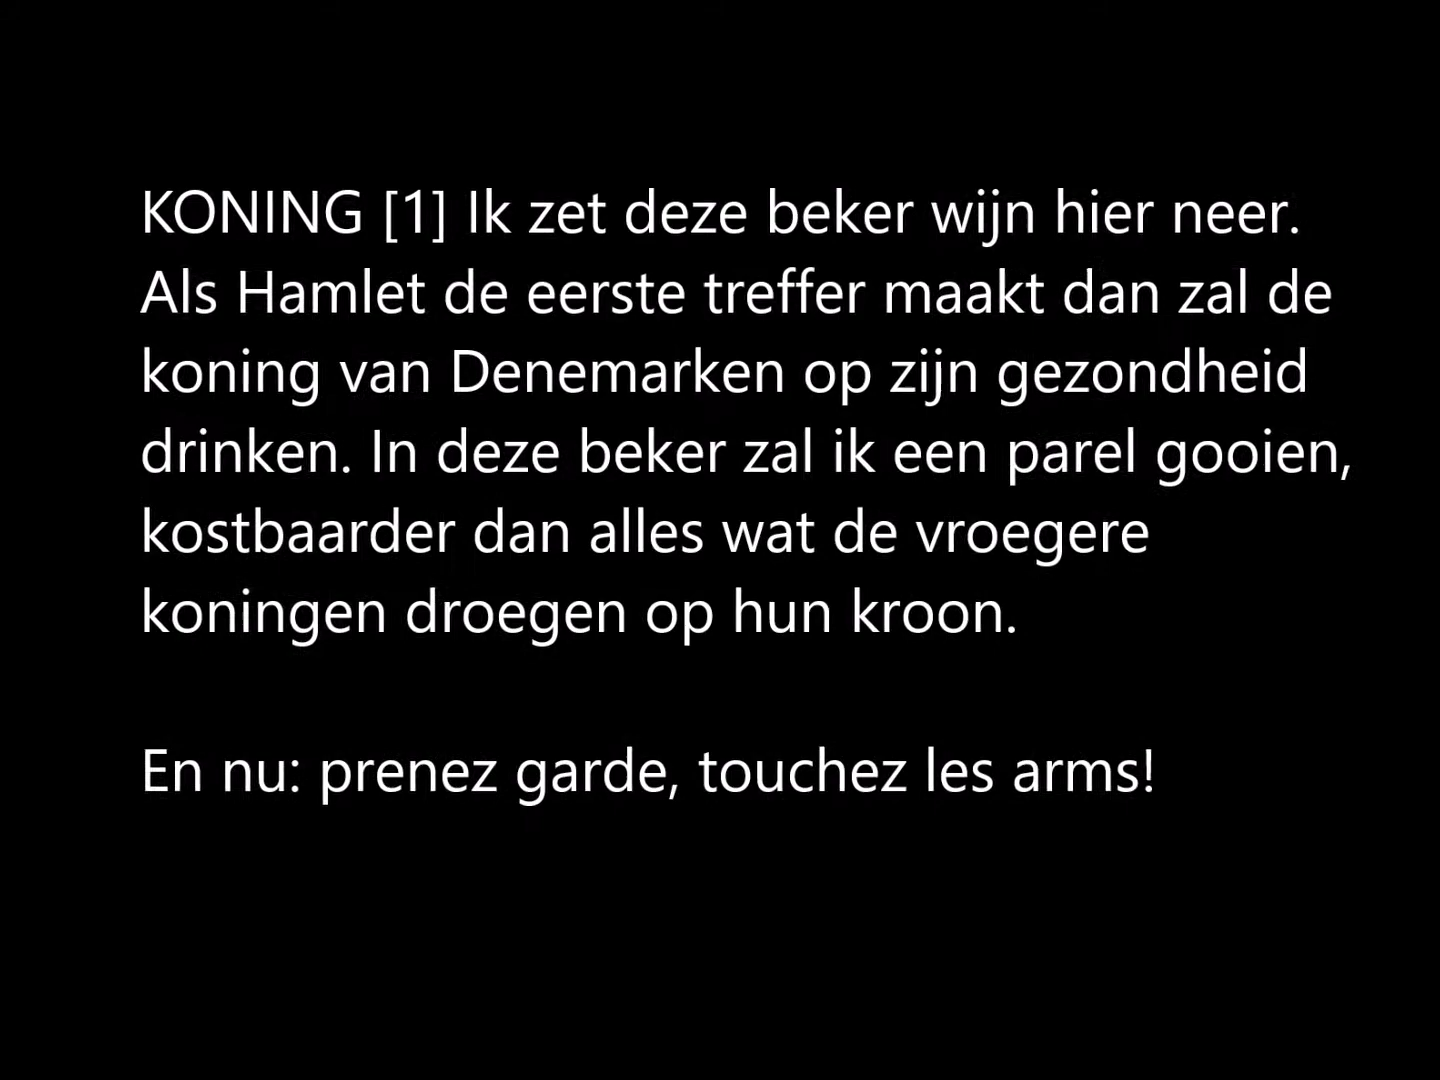 KONING [1] Ik zet deze beker wijn hier neer.
Als Hamlet de eerste treffer maakt dan zal de
koning van Denemarken op zijn gezondheid
drinken. In deze beker zal ik een parel gooien,
kostbaarder dan alles wat de vroegere
koningen droegen op hun kroon.
En nu: prenez garde, touchez les arms!